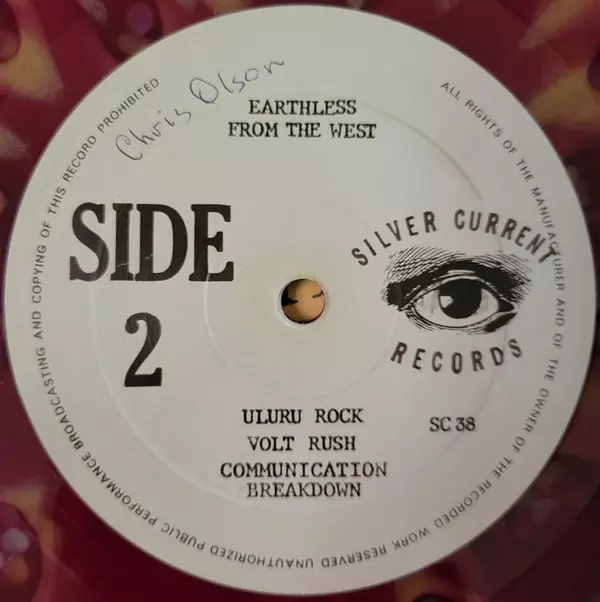 Chris Olson
EARTHLESS
FROM THE WEST
SIDE
2
SILVER CURRENT
RECORDS
ULURU ROCK
VOLT RUSH
COMMUNICATION
BREAKDOWN
SC 38
ALL RIGHTS OF THE MANUFACTURER AND OF THE OWNER OF THE RECORDED WORK RESERVED UNAUTHORIZED PUBLIC PERFORMANCE BROADCASTING AND COPYING OF THIS RECORD PROHIBITED